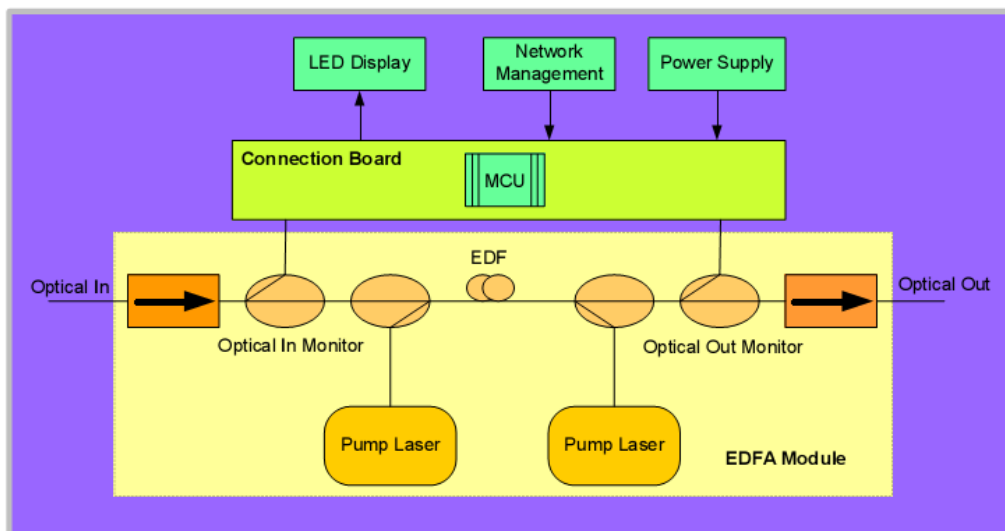 LED Display
Network
Management
Power Supply
Connection Board
MCU
EDF
Optical In
Optical Out
Optical In Monitor
Optical Out Monitor
Pump Laser
Pump Laser
EDFA Module